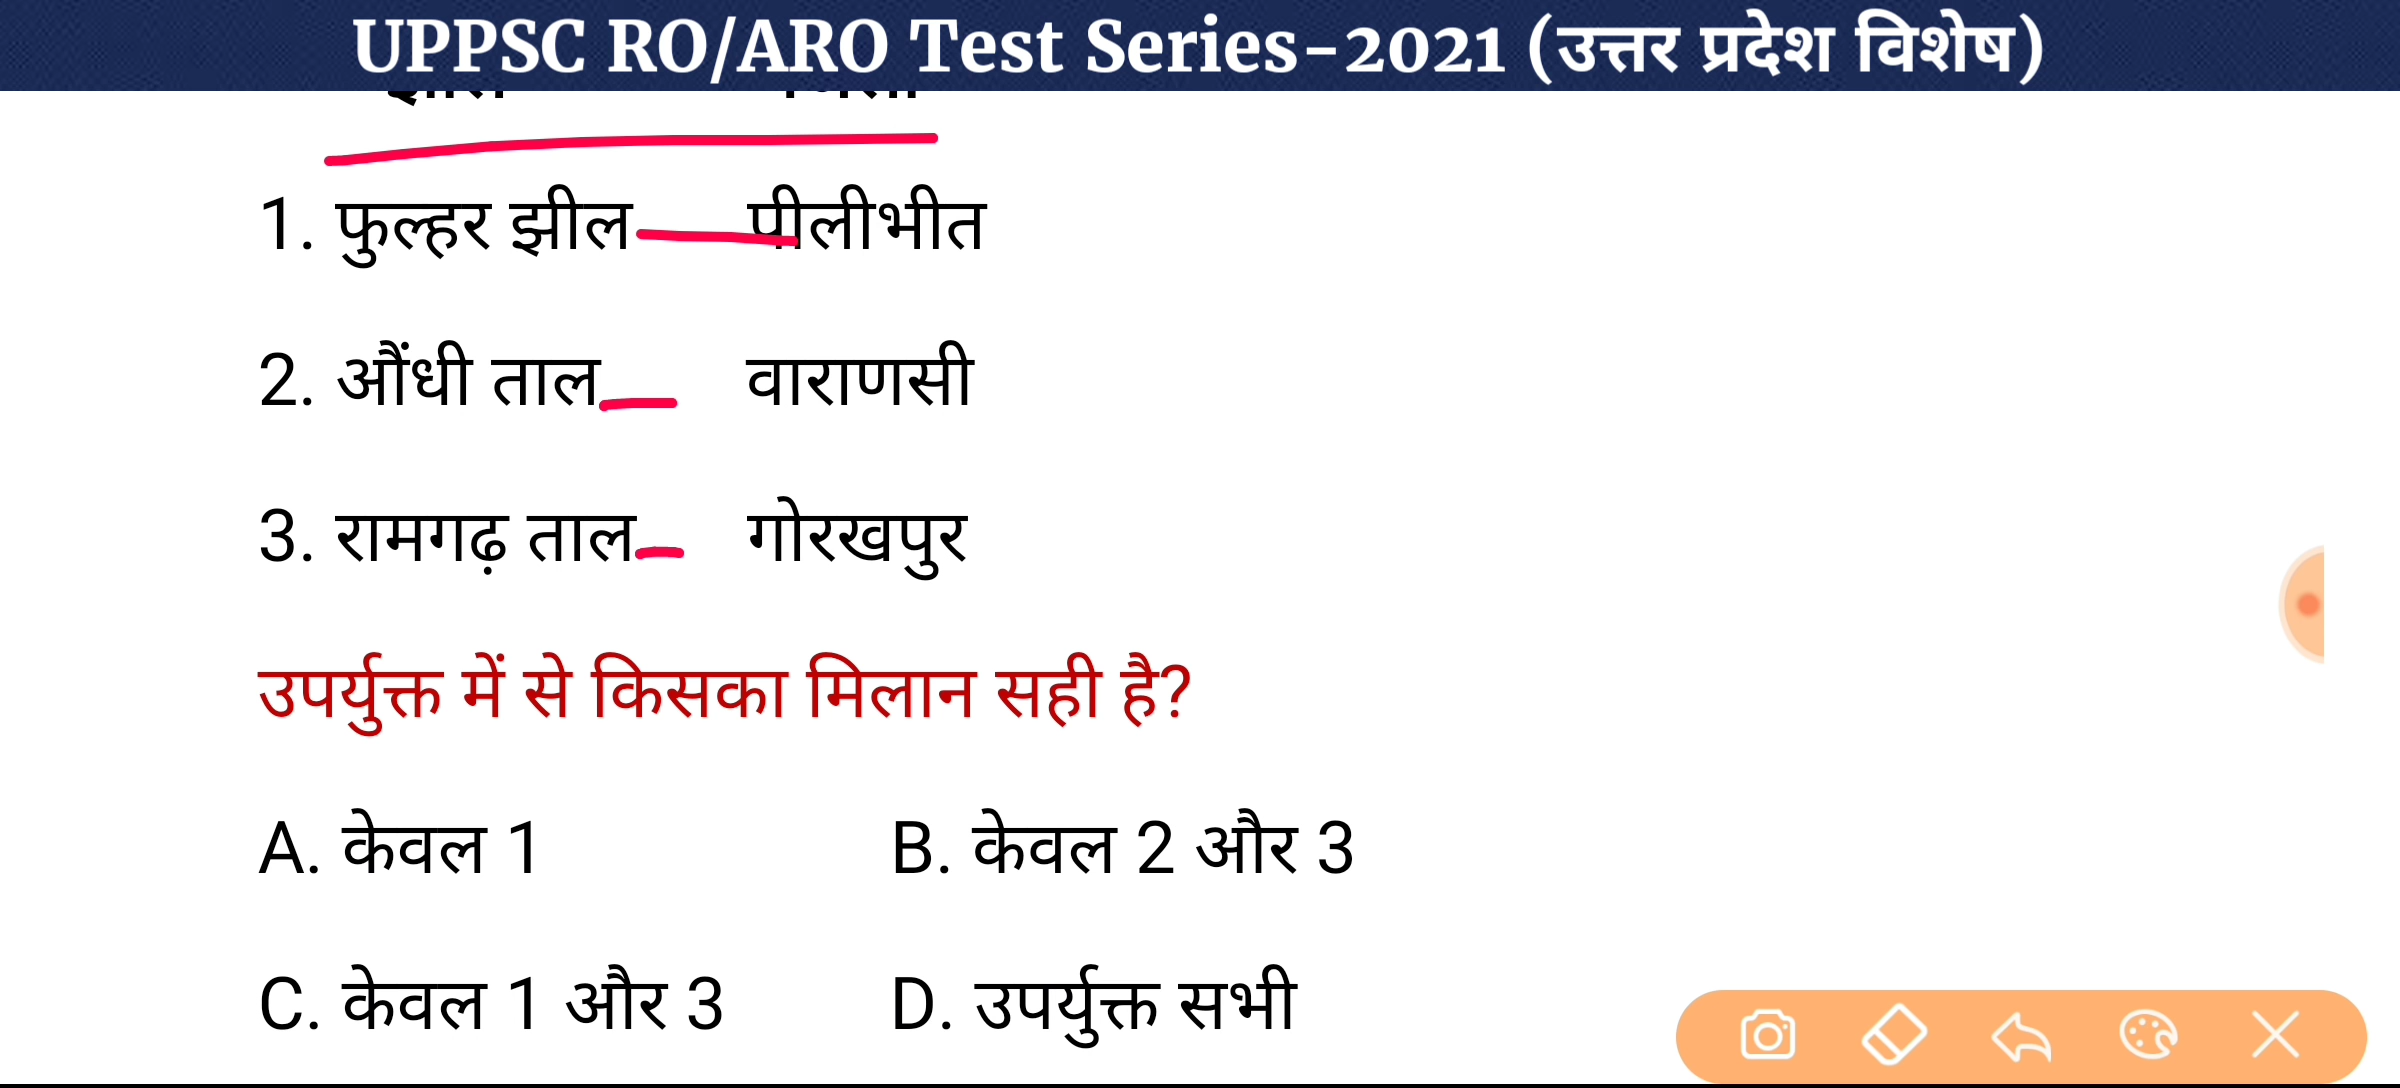 UPPSC RO/ARO Test Series-2021 (उत्तर प्रदेश विशेष)
1. फुल्हर झील पीलीभीत
2. औंधी ताल वाराणसी
3. रामगढ़ ताल गोरखपुर
उपर्युक्त में से किसका मिलान सही है?
A. केवल 1 B. केवल 2 और 3
C. केवल 1 और 3 D. उपर्युक्त सभी